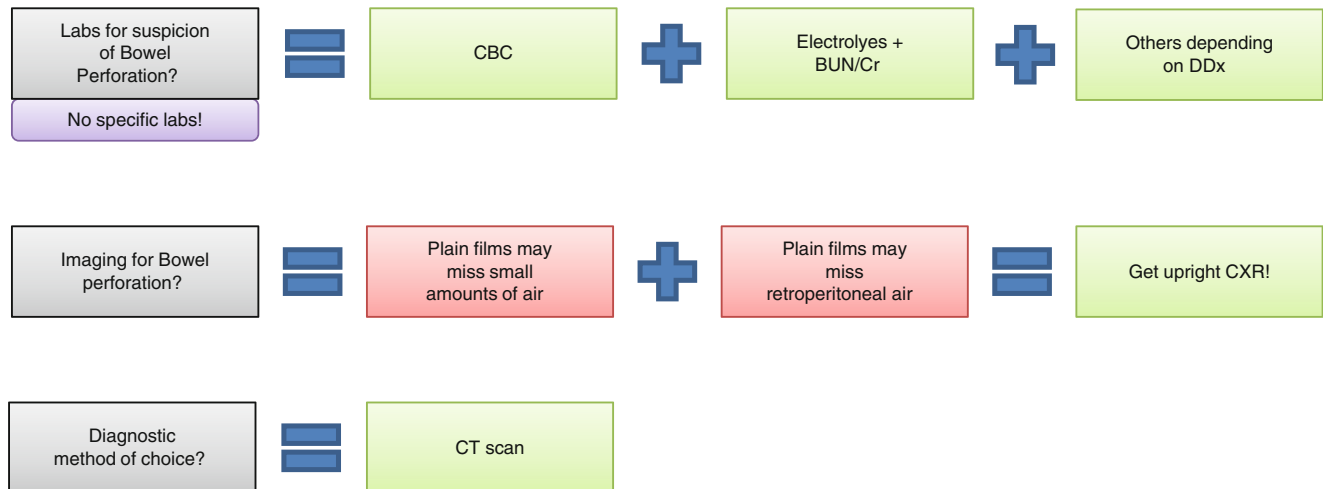 Labs for suspicion
of Bowel
Perforation?
CBC
Electrolyes +
BUN/Cr
Others depending
on DDx
No specific labs!
Imaging for Bowel
perforation?
Plain films may
miss small
amounts of air
Plain films may
miss
retroperitoneal air
Get upright CXR!
Diagnostic
method of choice?
CT scan